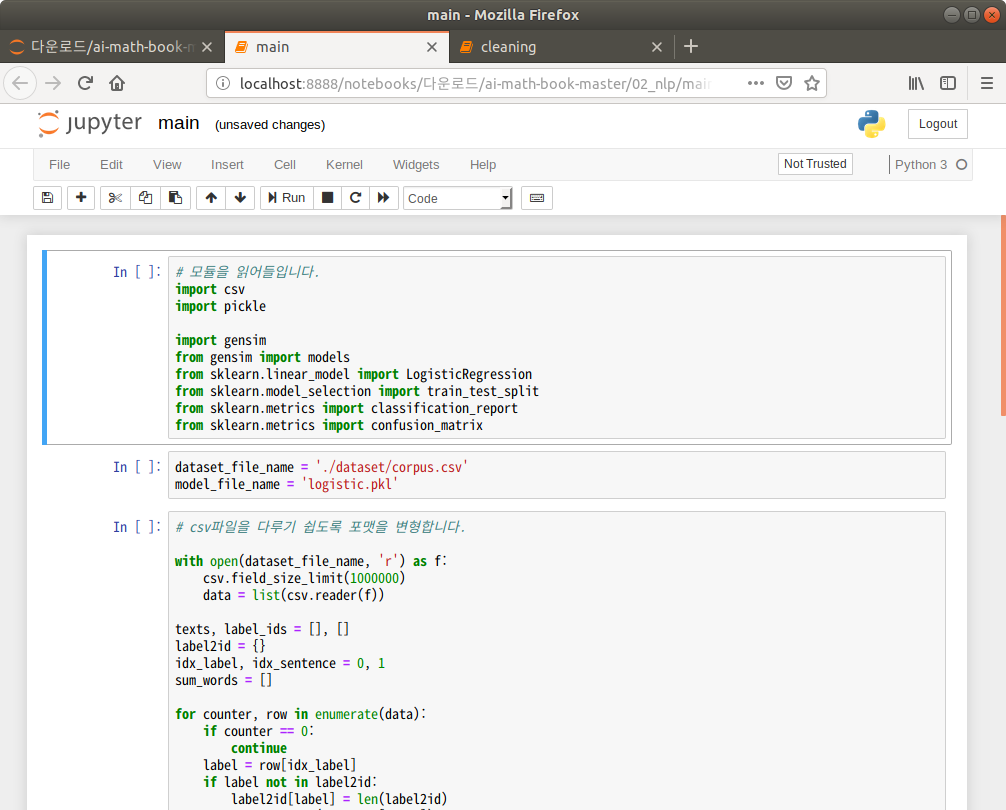 main - Mozilla Firefox
다운로드/ai-math-book-m
main
cleaning
localhost:8888/notebooks/다운로드/ai-math-book-master/02_nlp/main
jupyter main (unsaved changes)
Logout
File Edit View Insert Cell Kernel Widgets Help
Not Trusted
Python 3
Run
Code
In [ ]:
# 모듈을 읽어들입니다.
import csv
import pickle
import gensim
from gensim import models
from sklearn.linear_model import LogisticRegression
from sklearn.model_selection import train_test_split
from sklearn.metrics import classification_report
from sklearn.metrics import confusion_matrix
In [ ]:
dataset_file_name = './dataset/corpus.csv'
model_file_name = 'logistic.pkl'
In [ ]:
# csv파일을 다루기 쉽도록 포맷을 변형합니다.
with open(dataset_file_name, 'r') as f:
    csv.field_size_limit(1000000)
    data = list(csv.reader(f))
texts, label_ids = [], []
label2id = {}
idx_label, idx_sentence = 0, 1
sum_words = []
for counter, row in enumerate(data):
    if counter == 0:
        continue
    label = row[idx_label]
    if label not in label2id:
        label2id[label] = len(label2id)